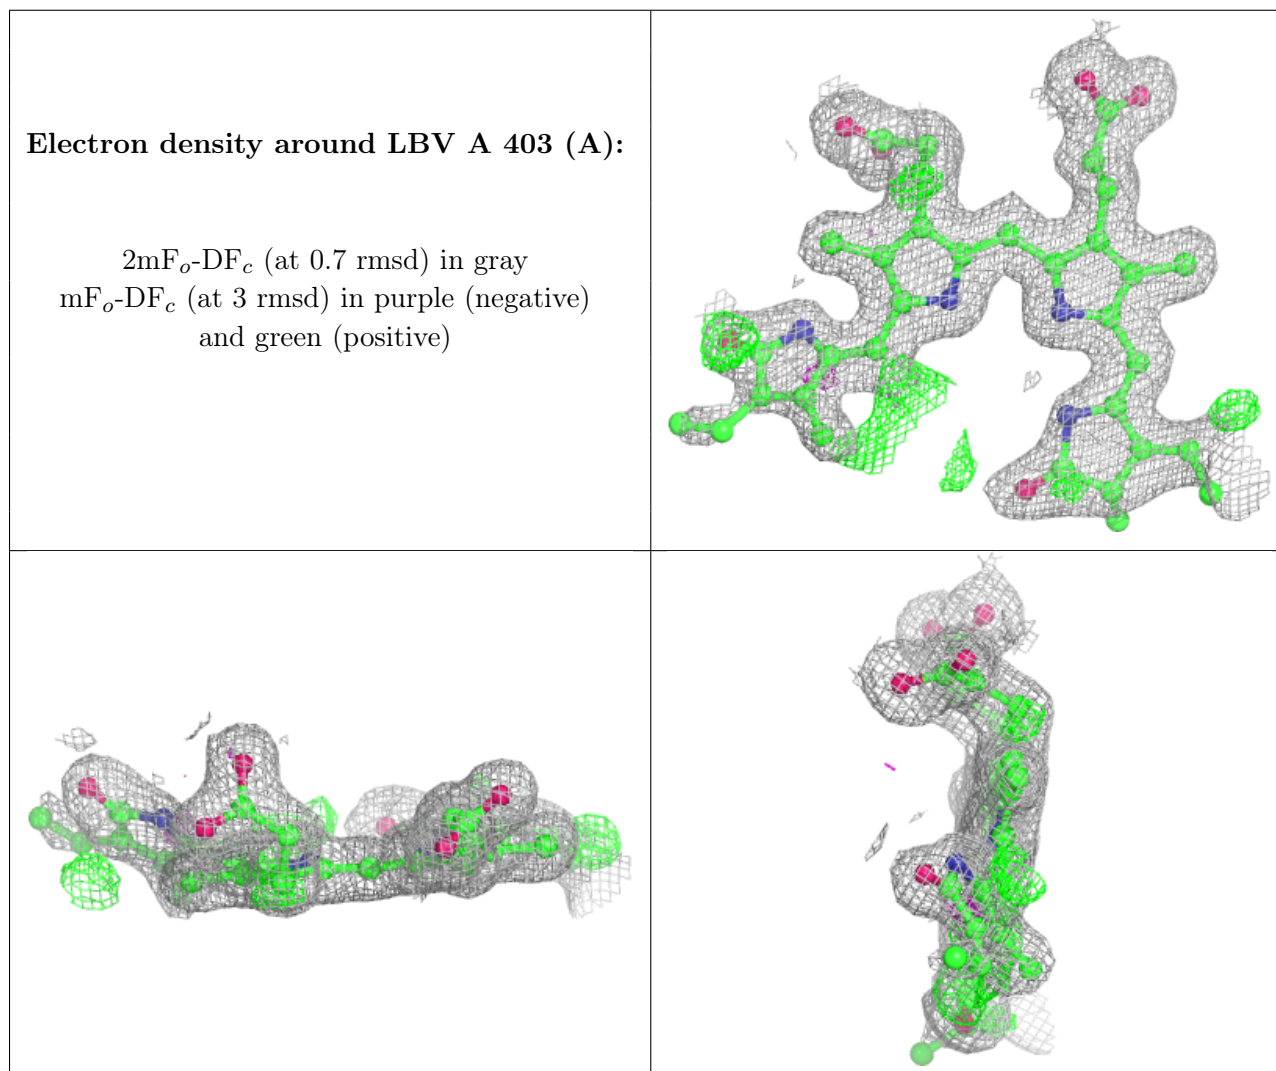 Electron density around LBV A 403 (A):
2mFo-DFc (at 0.7 rmsd) in gray
mFo-DFc (at 3 rmsd) in purple (negative)
and green (positive)